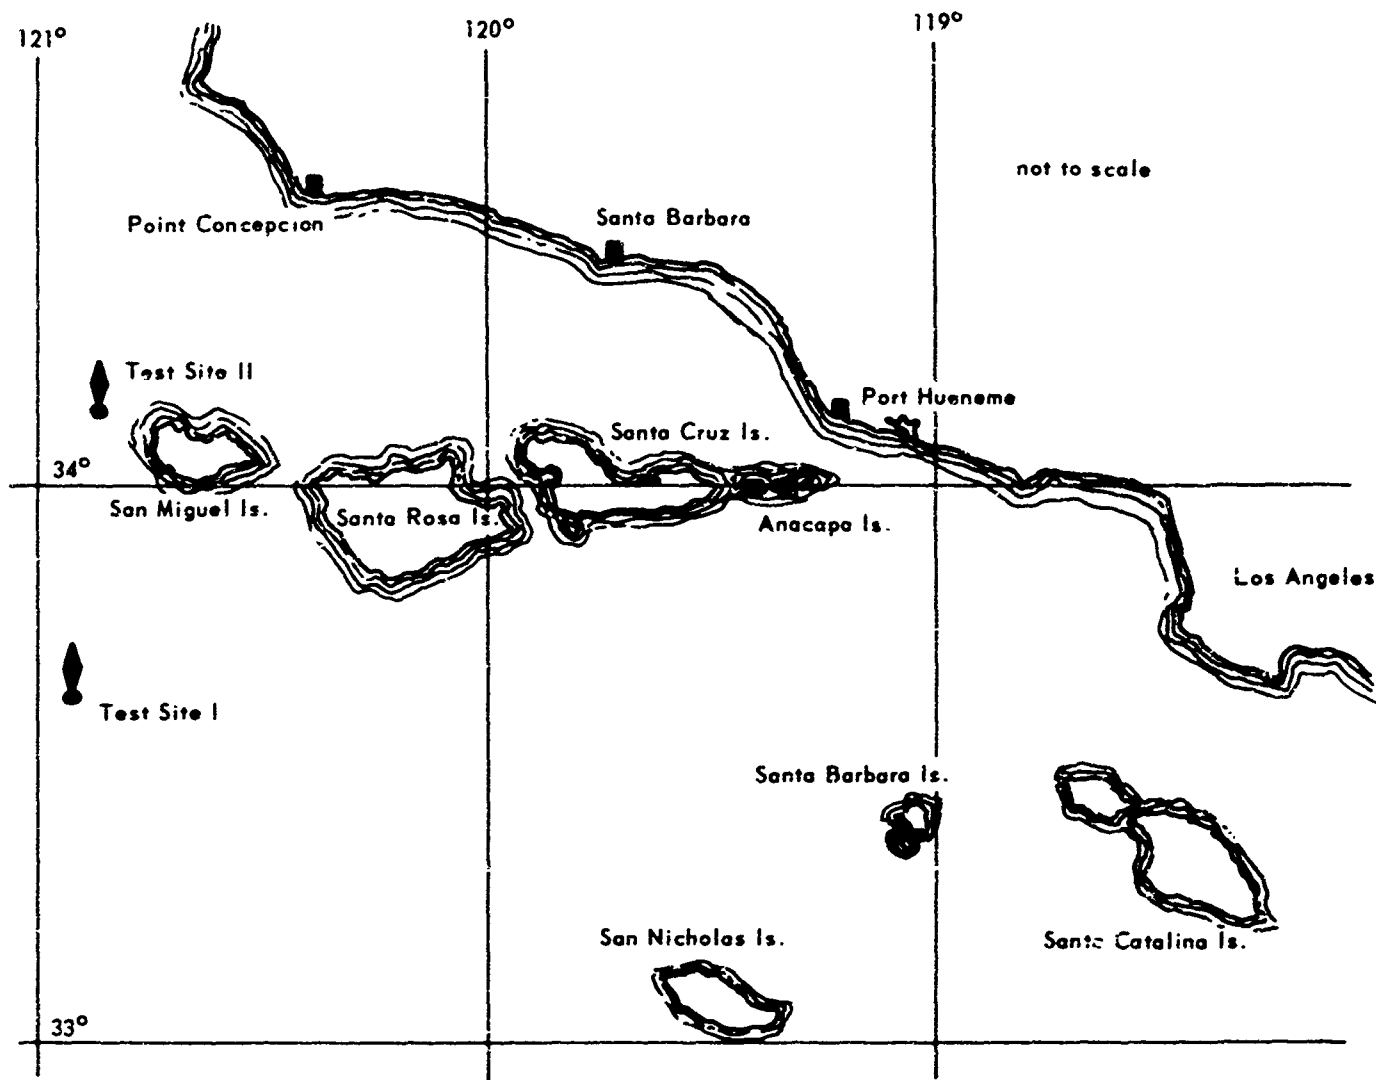 121°
120°
119°
not to scale
Point Concepcion
Santa Barbara
Test Site II
Port Hueneme
Santa Cruz Is.
34°
San Miguel Is.
Santa Rosa Is.
Anacapa Is.
Los Angeles
Test Site I
Santa Barbara Is.
San Nicholas Is.
Santa Catalina Is.
33°